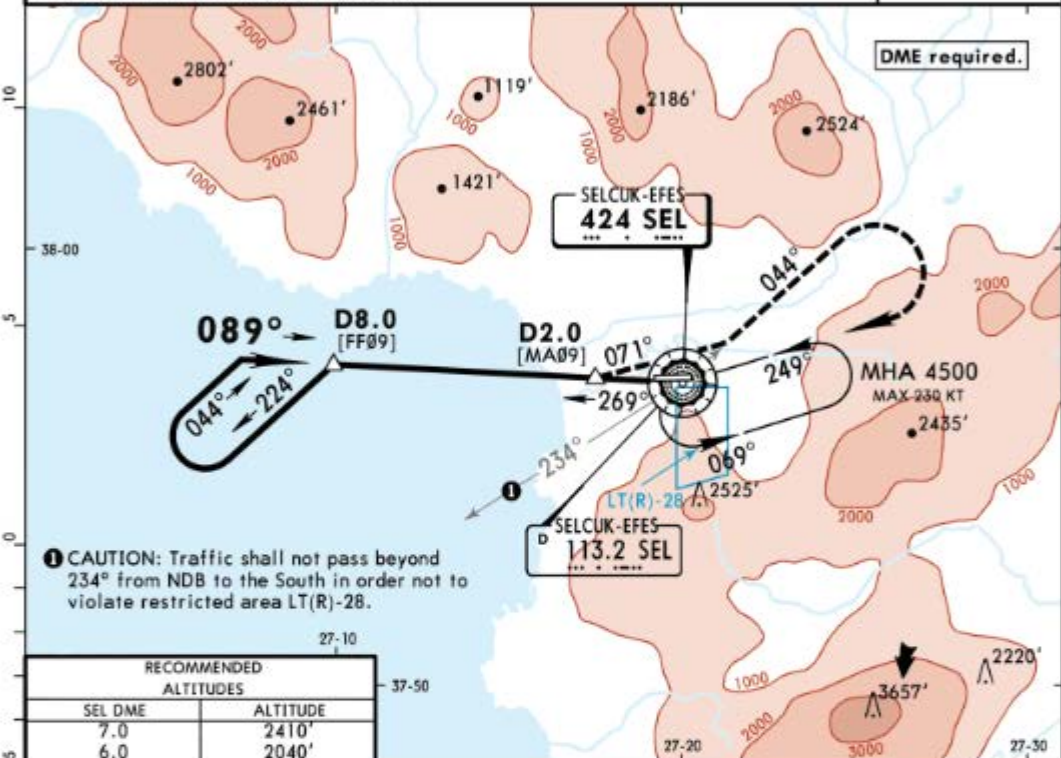 2802'
2000
2000
2461'
2000
1000
1119'
1000
1421'
1000
2186'
2000
1000
DME required.
2000
2524'
10
SELCUK-EFES
424 SEL
38-00
044°
2000
5
089°
D8.0
[FF09]
D2.0
[MA09]
071°
269°
249°
MHA 4500
MAX 230 KT
044°
224°
2435'
234°
1
069°
LT(R)-28
2525'
1000
2000
D SELCUK-EFES
113.2 SEL
0
1 CAUTION: Traffic shall not pass beyond
234° from NDB to the South in order not to
violate restricted area LT(R)-28.
27-10
37-50
2220'
1000
3657'
2000
3000
27-20
27-30
RECOMMENDED
ALTITUDES
SEL DME ALTITUDE
7.0 2410'
6.0 2040'
5